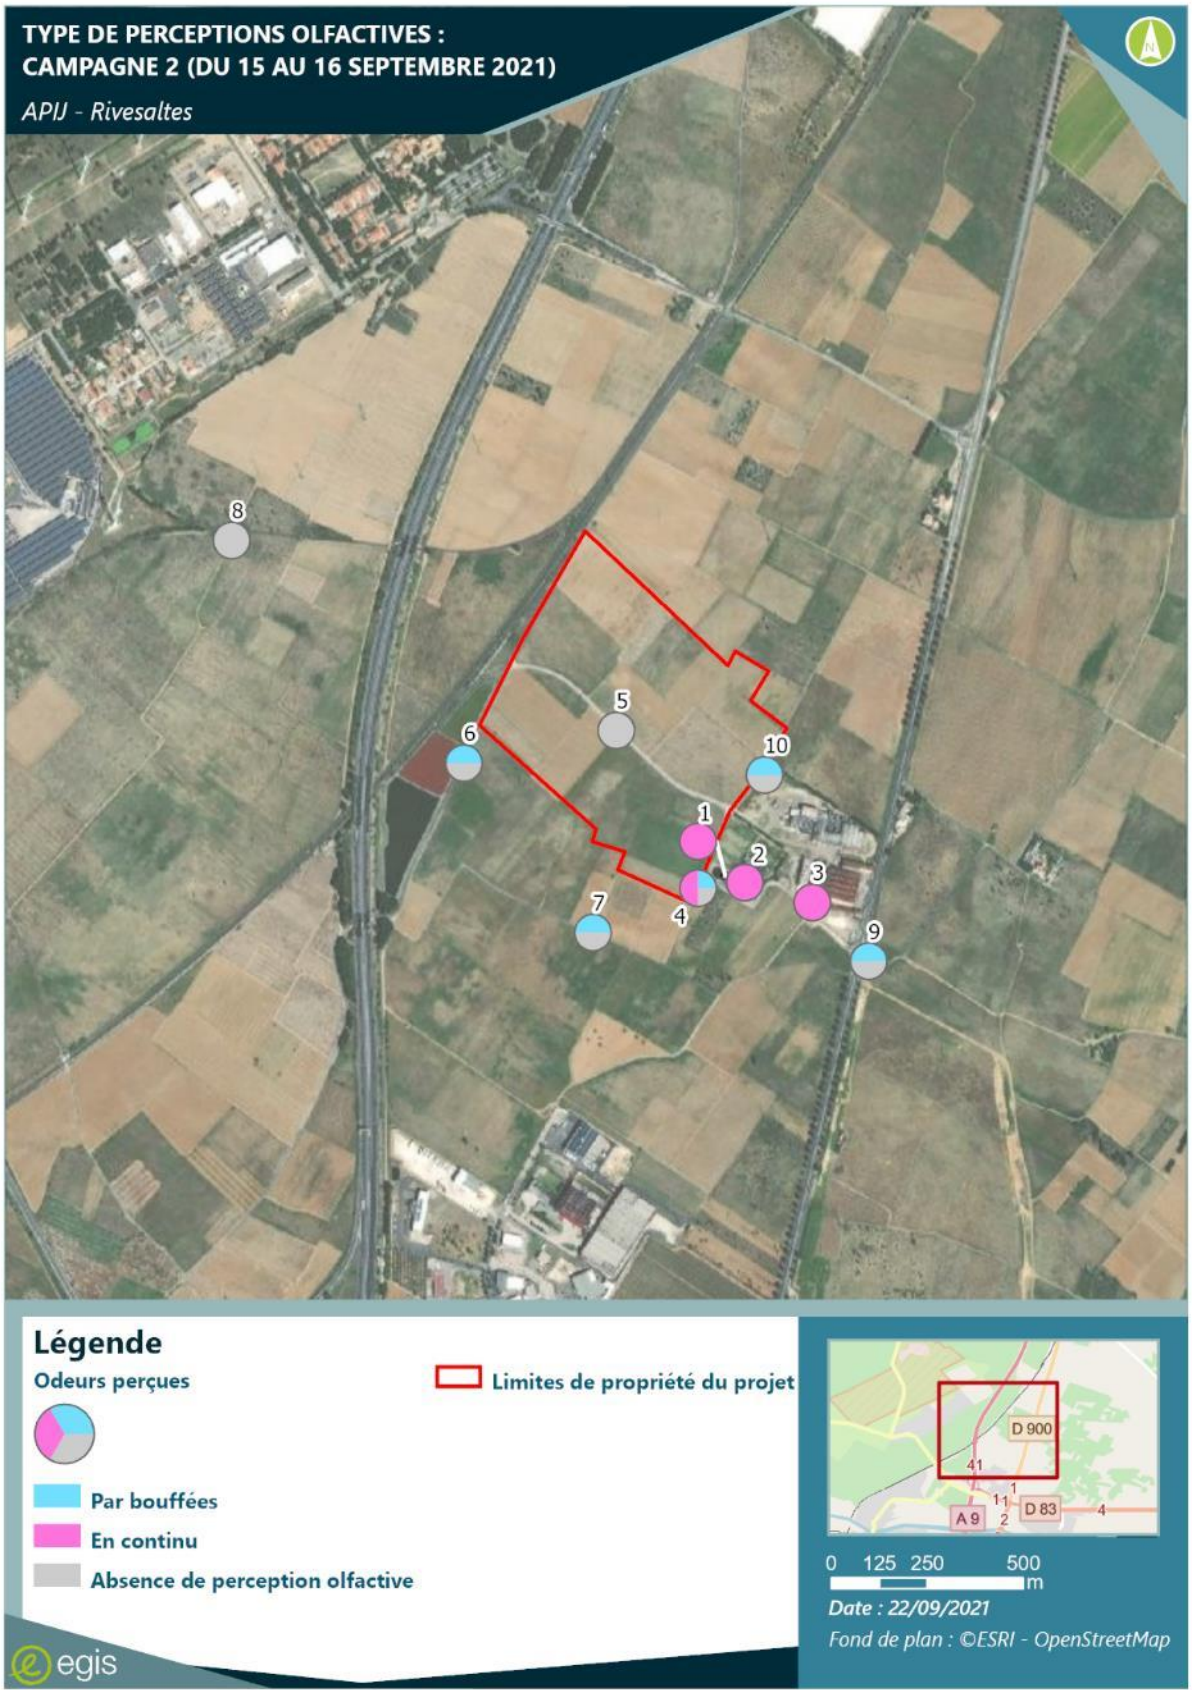 TYPE DE PERCEPTIONS OLFACTIVES :
CAMPAGNE 2 (DU 15 AU 16 SEPTEMBRE 2021)
APIJ - Rivesaltes
N
8
5
6
10
1
2
3
4
7
9
Légende
Odeurs perçues
Limites de propriété du projet
Par bouffées
En continu
Absence de perception olfactive
D 900
41
1
11
D 83
4
A 9
2
0 125 250 500
m
Date : 22/09/2021
Fond de plan : ©ESRI - OpenStreetMap
egis